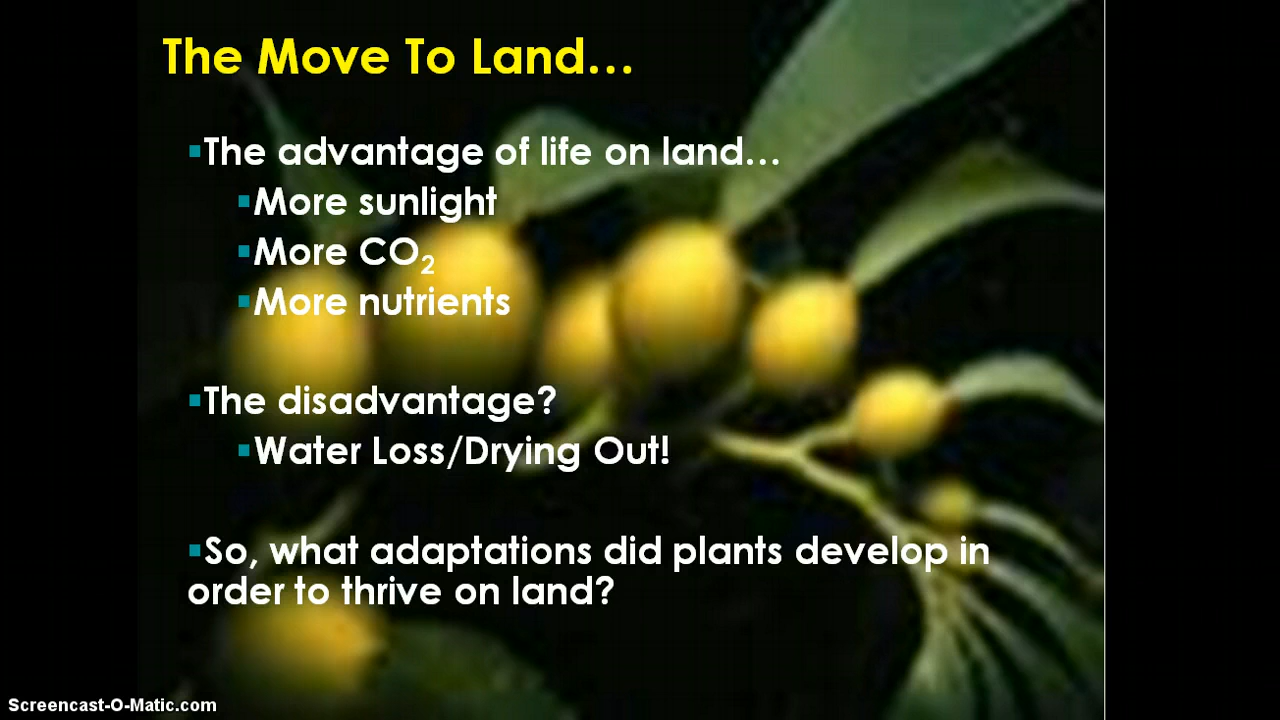 The Move To Land…
▪The advantage of life on land…
▪More sunlight
▪More CO₂
▪More nutrients
▪The disadvantage?
▪Water Loss/Drying Out!
▪So, what adaptations did plants develop in
order to thrive on land?
Screencast-O-Matic.com